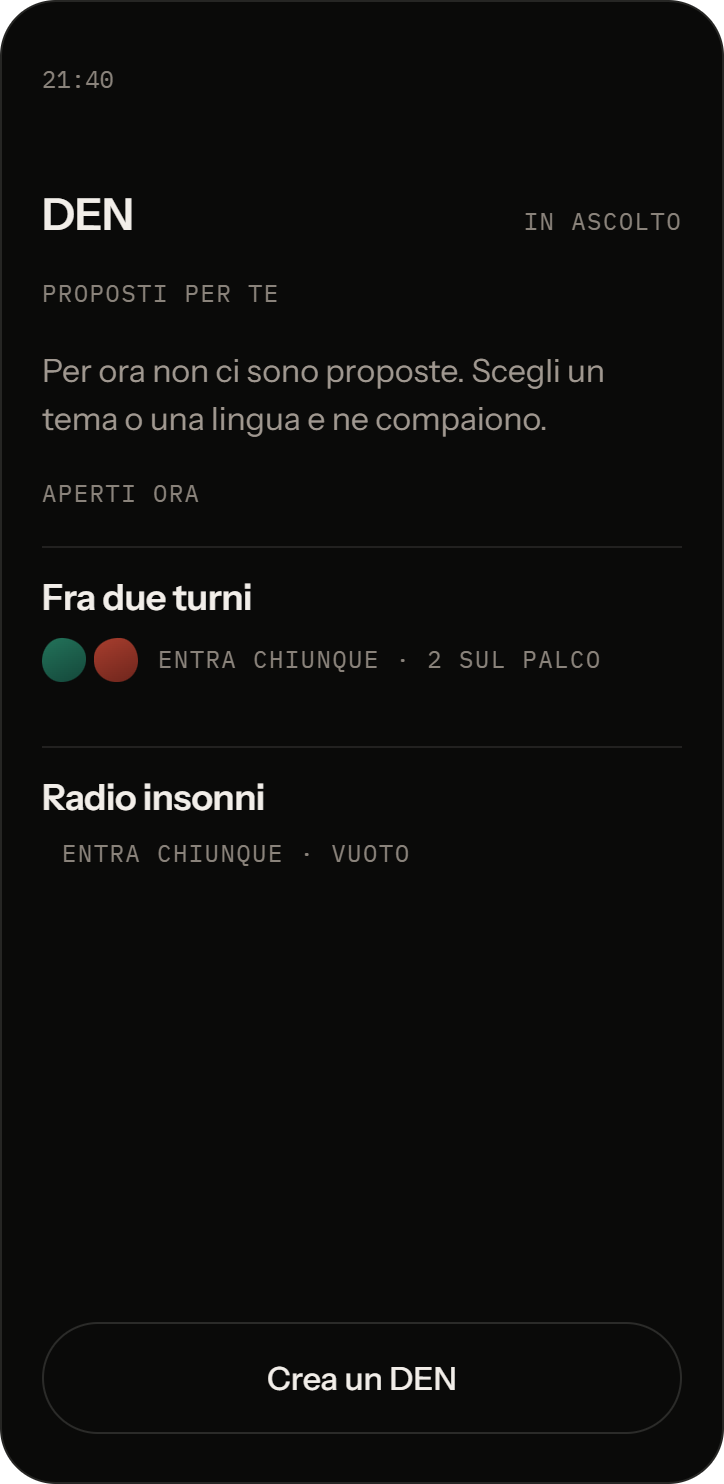 21:40
DEN
IN ASCOLTO
PROPOSTI PER TE
Per ora non ci sono proposte. Scegli un
tema o una lingua e ne compaiono.
APERTI ORA
Fra due turni
ENTRA CHIUNQUE · 2 SUL PALCO
Radio insonni
ENTRA CHIUNQUE · VUOTO
Crea un DEN